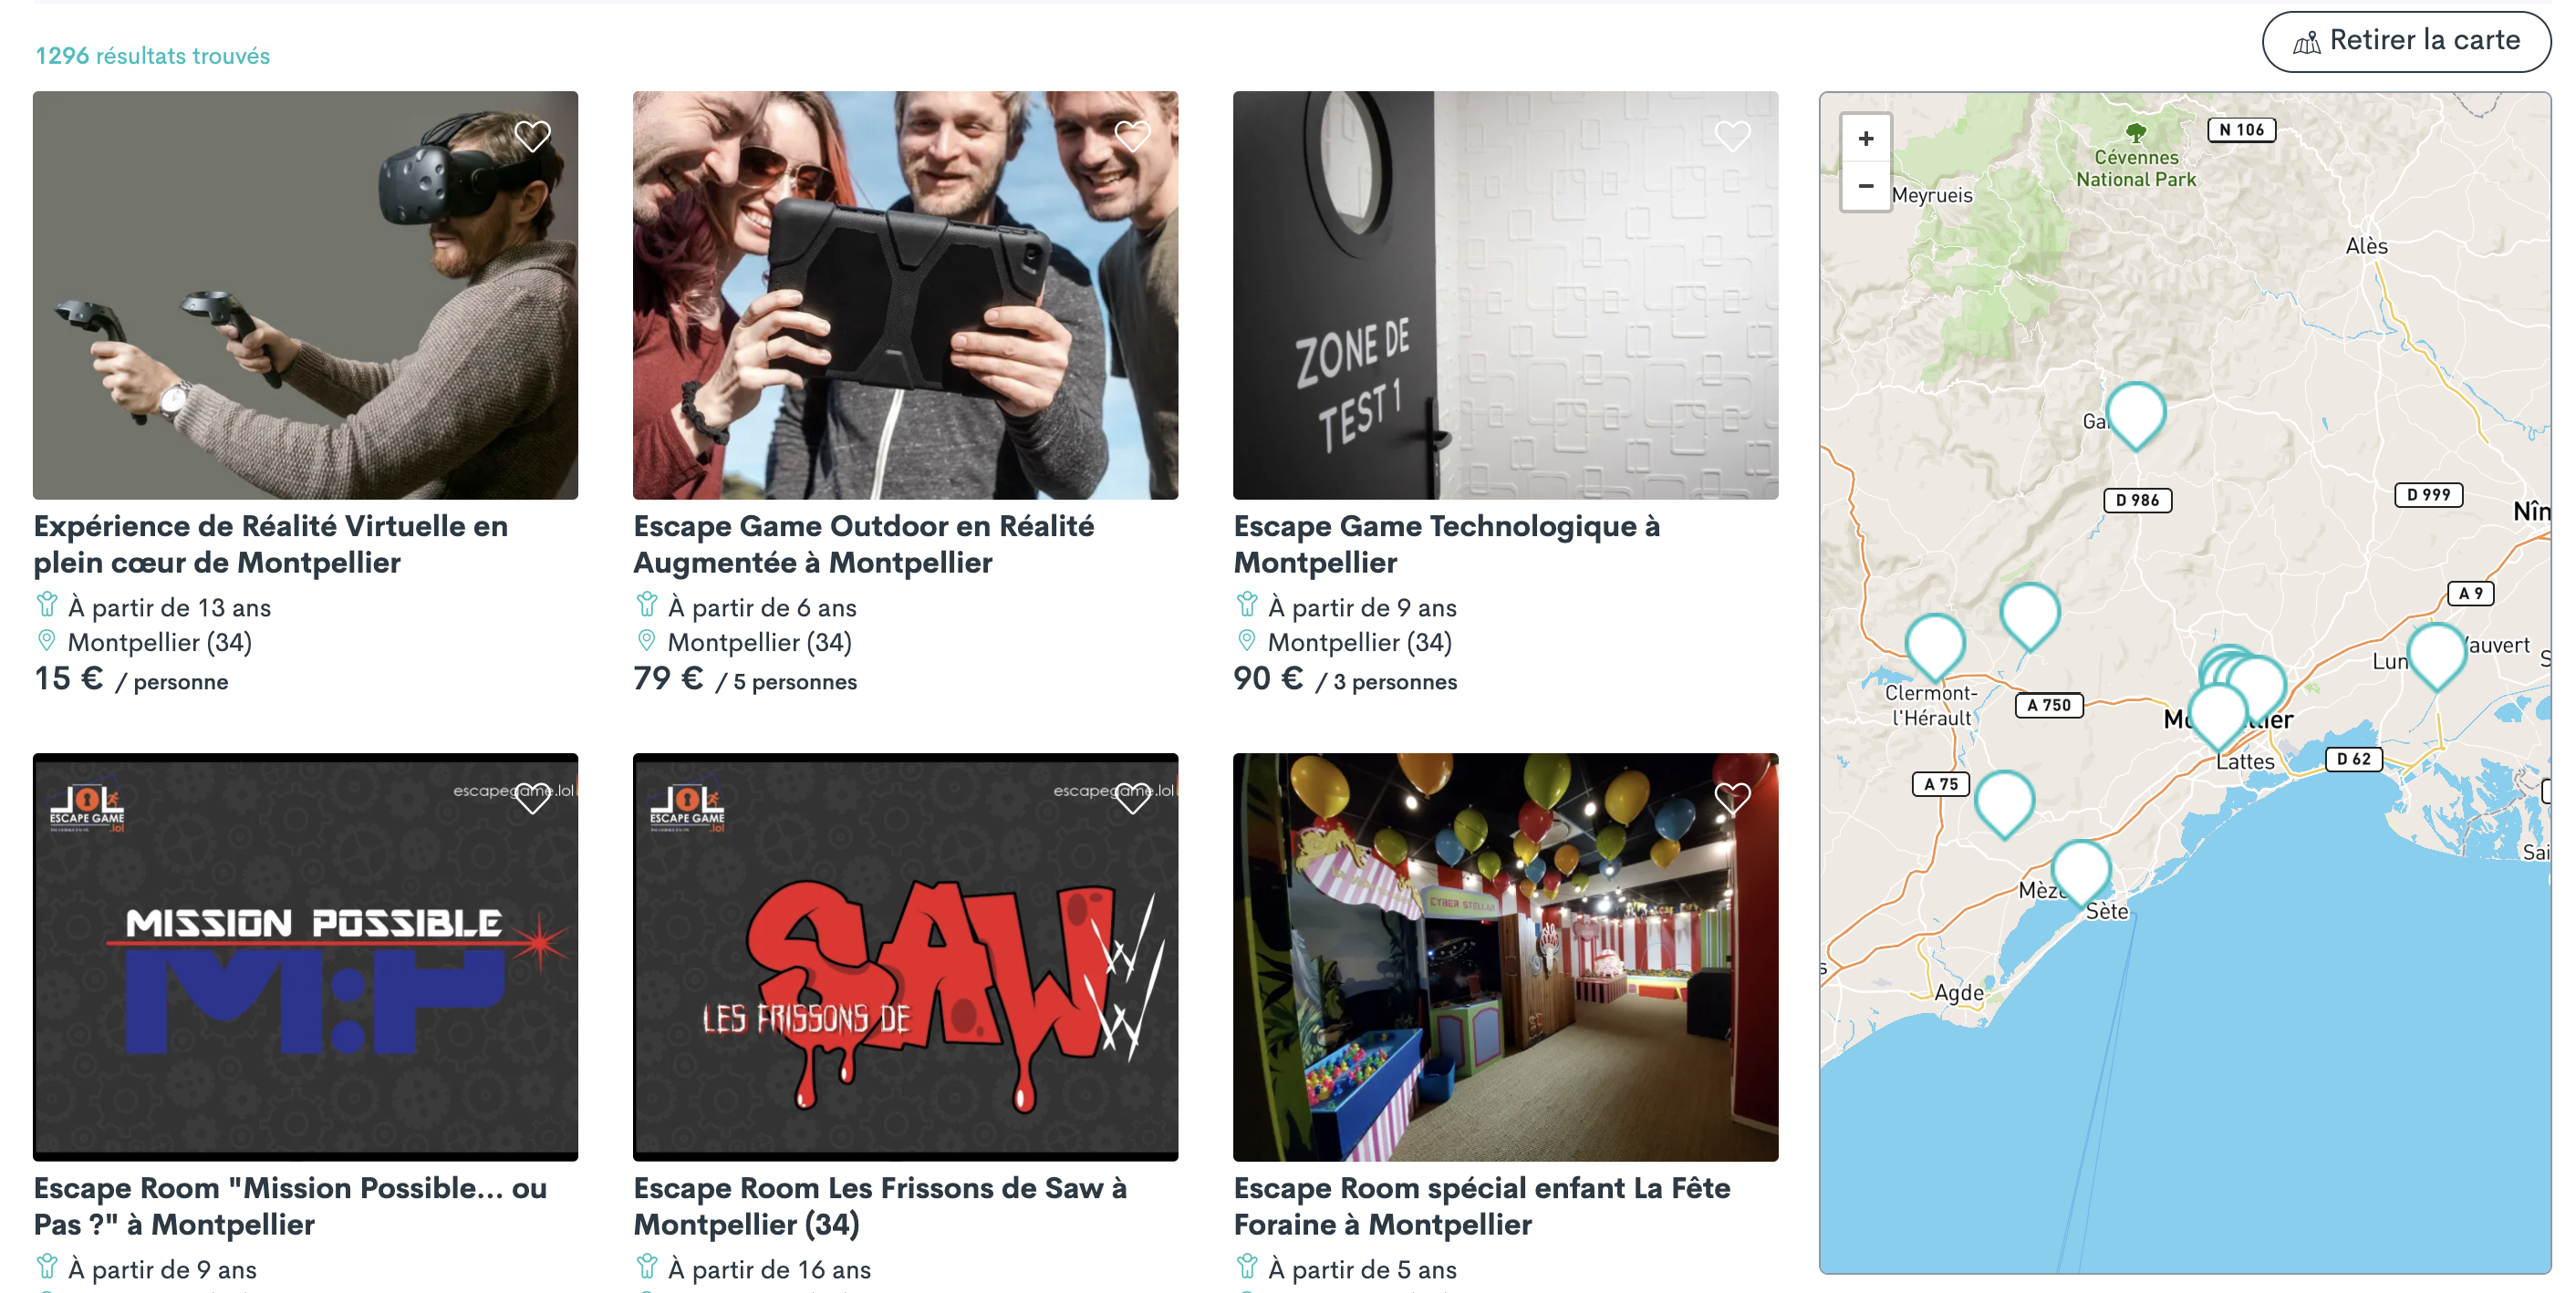 1296 résultats trouvés
Retirer la carte
ZONE DE
TEST 1
Expérience de Réalité Virtuelle en
plein cœur de Montpellier
À partir de 13 ans
Montpellier (34)
15 € / personne
Escape Game Outdoor en Réalité
Augmentée à Montpellier
À partir de 6 ans
Montpellier (34)
79 € / 5 personnes
Escape Game Technologique à
Montpellier
À partir de 9 ans
Montpellier (34)
90 € / 3 personnes
LOL
ESCAPE GAME
.lol
escapegame.lol
MISSION POSSIBLE
M:P
Escape Room "Mission Possible... ou
Pas ?" à Montpellier
À partir de 9 ans
LOL
ESCAPE GAME
.lol
escapegame.lol
SAW
LES FRISSONS DE
Escape Room Les Frissons de Saw à
Montpellier (34)
À partir de 16 ans
CYBER STELLAR
Escape Room spécial enfant La Fête
Foraine à Montpellier
À partir de 5 ans
+
−
N 106
Cévennes
National Park
Meyrueis
Alès
Ga
D 986
D 999
Nîn
A 9
auvert
S
Lun
Clermont-
l'Hérault
A 750
Mo llier
Lattes
D 62
A 75
Sai
Mèze
Sète
s
Agde